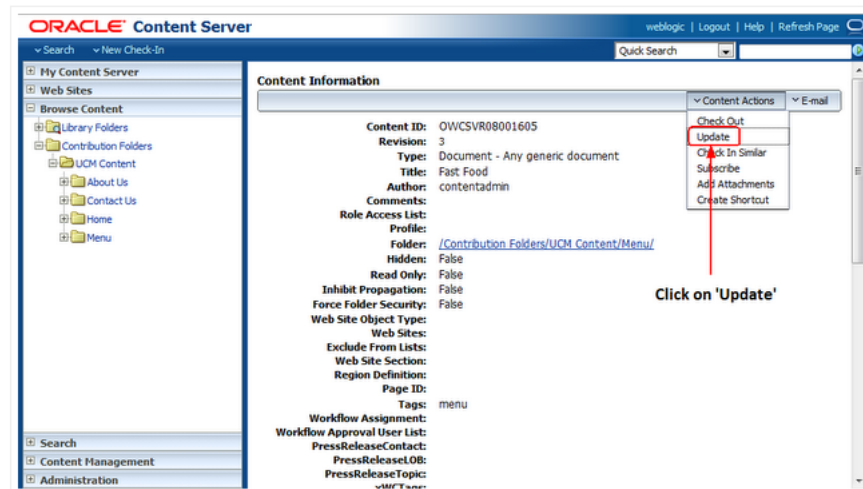 ORACLE Content Server
weblogic | Logout | Help | Refresh Page
Search New Check-In
Quick Search
My Content Server
Web Sites
Browse Content
Library Folders
Contribution Folders
UCM Content
About Us
Contact Us
Home
Menu
Search
Content Management
Administration
Content Information
Content Actions E-mail
Check Out
Update
Check In Similar
Subscribe
Add Attachments
Create Shortcut
Click on 'Update'
Content ID: OWCSVR08001605
Revision: 3
Type: Document - Any generic document
Title: Fast Food
Author: contentadmin
Comments:
Role Access List:
Profile:
Folder: /Contribution Folders/UCM Content/Menu/
Hidden: False
Read Only: False
Inhibit Propagation: False
Force Folder Security: False
Web Site Object Type:
Web Sites:
Exclude From Lists:
Web Site Section:
Region Definition:
Page ID:
Tags: menu
Workflow Assignment:
Workflow Approval User List:
PressReleaseContact:
PressReleaseLOB:
PressReleaseTopic:
xWCTags: